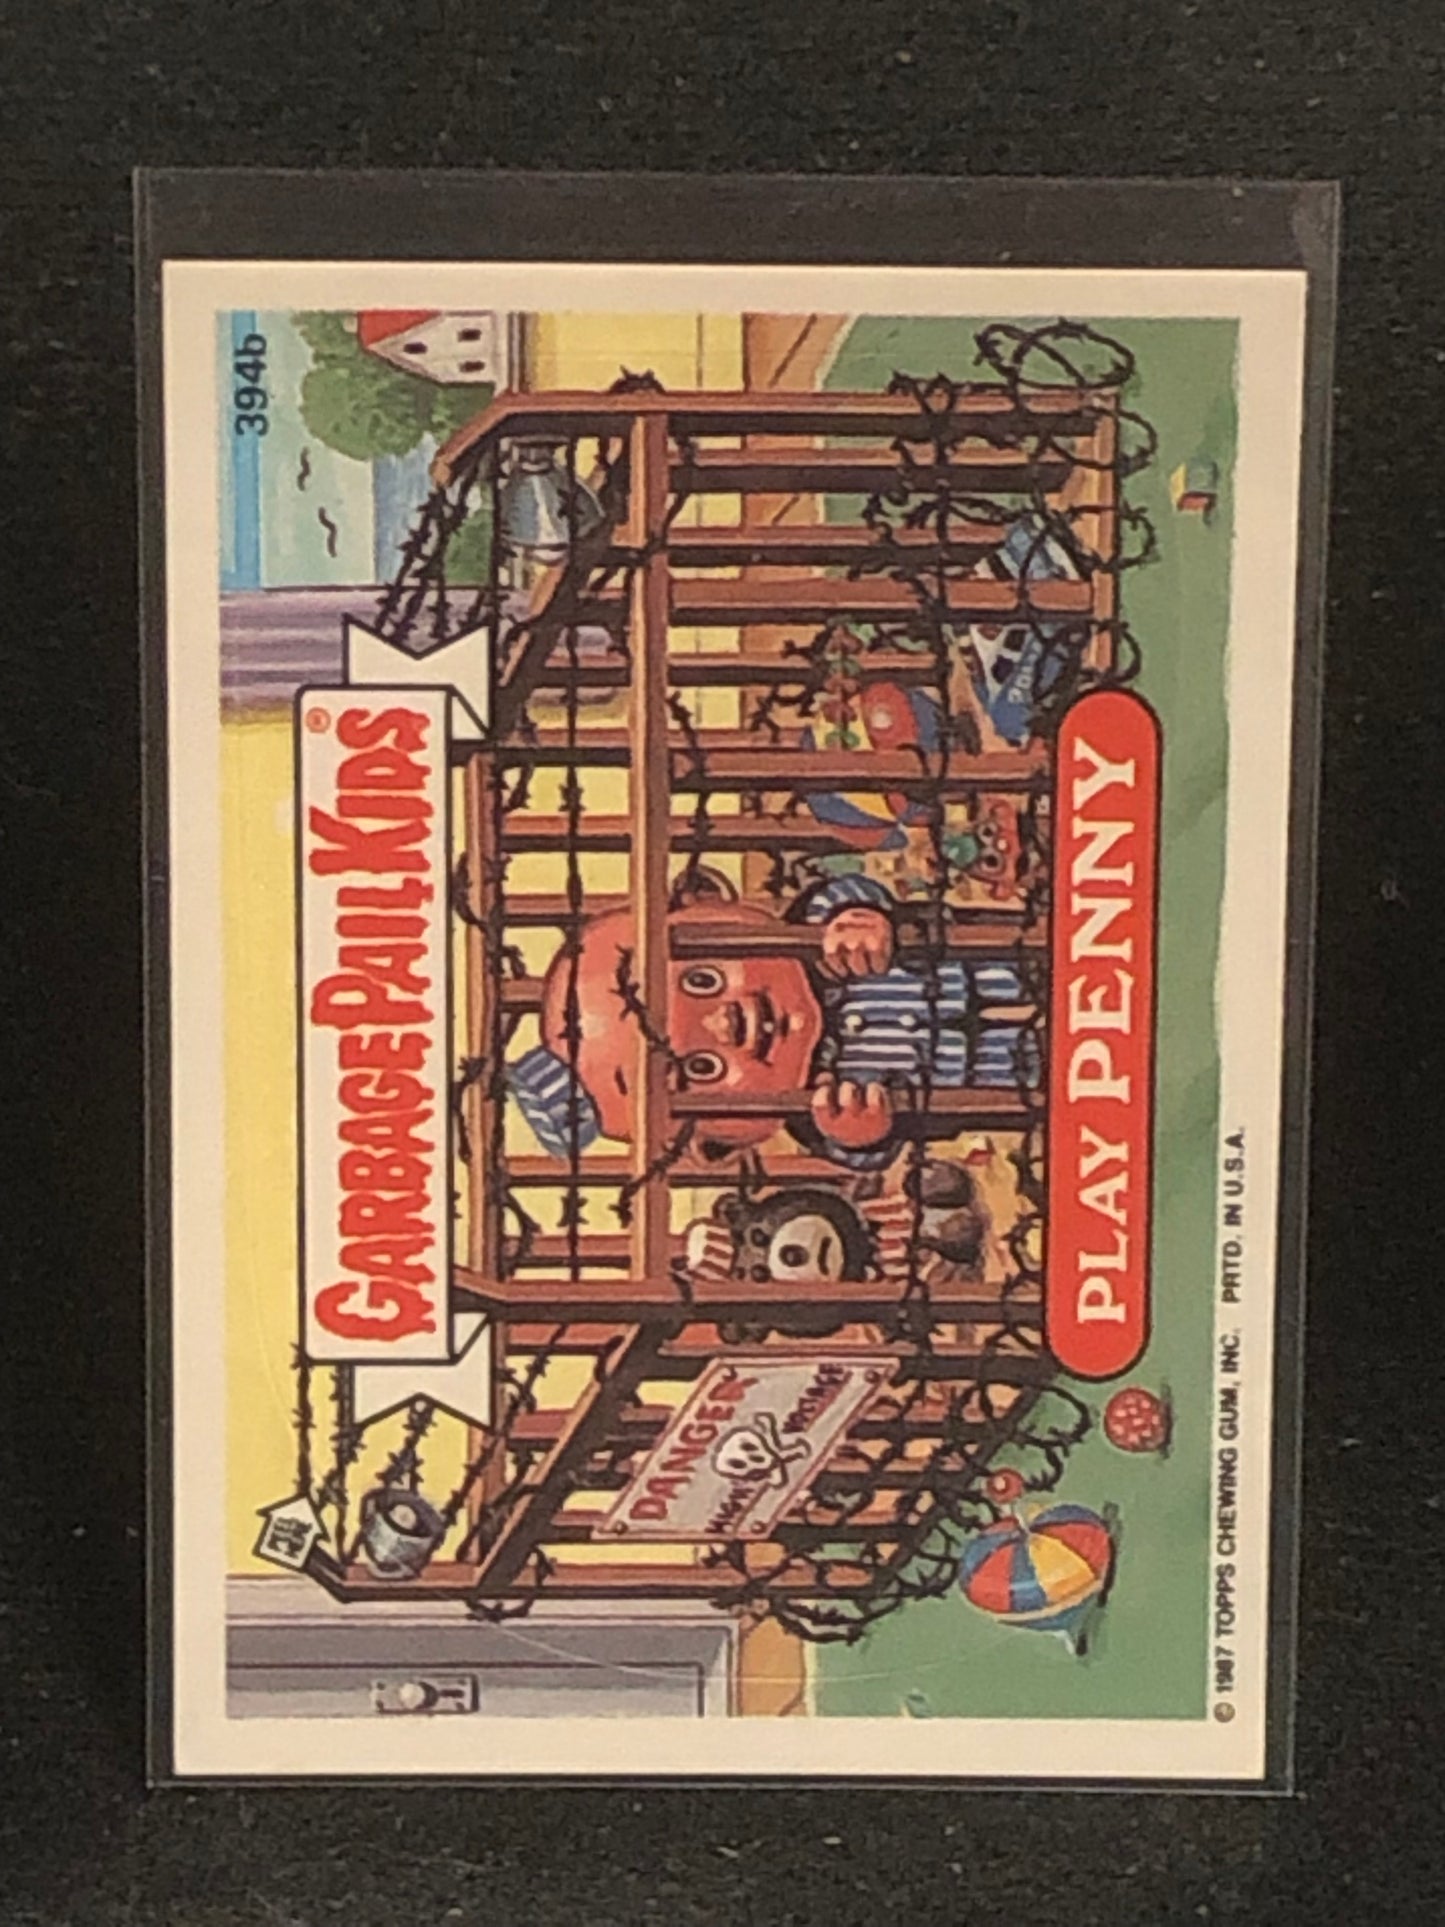 394b
GARBAGE PAIL KIDS ®
DANGER
HIGH VOLTAGE
PLAY PENNY
© 1987 TOPPS CHEWING GUM, INC. PRTD. IN U.S.A.